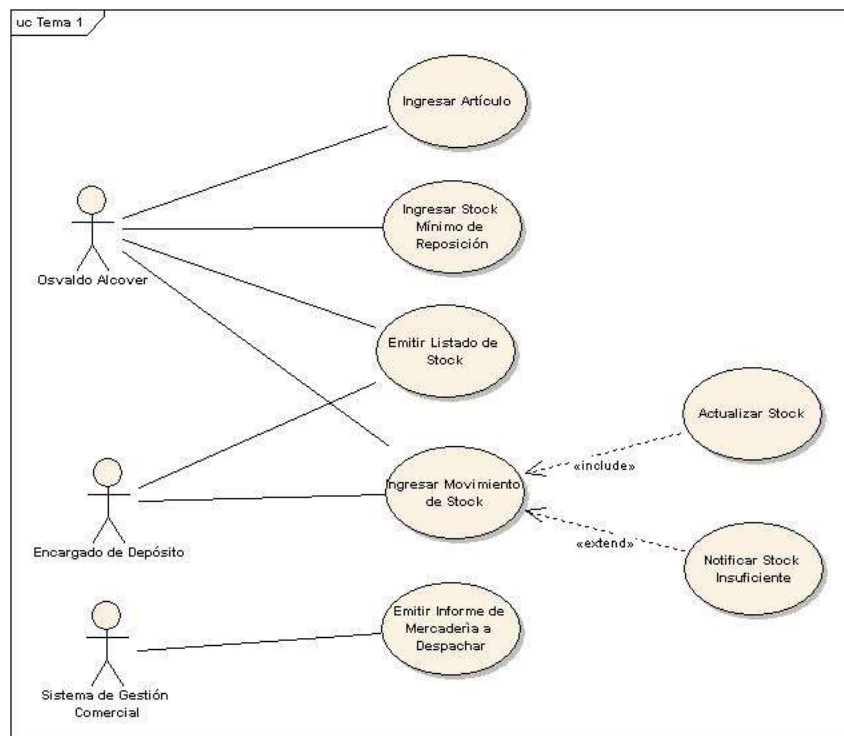 uc Tema 1
Ingresar Artículo
Ingresar Stock
Mínimo de
Reposición
Osvaldo Alcover
Emitir Listado de
Stock
Actualizar Stock
«include»
Ingresar Movimiento
de Stock
«extend»
Encargado de Depósito
Notificar Stock
Insuficiente
Emitir Informe de
Mercadería a
Despachar
Sistema de Gestión
Comercial